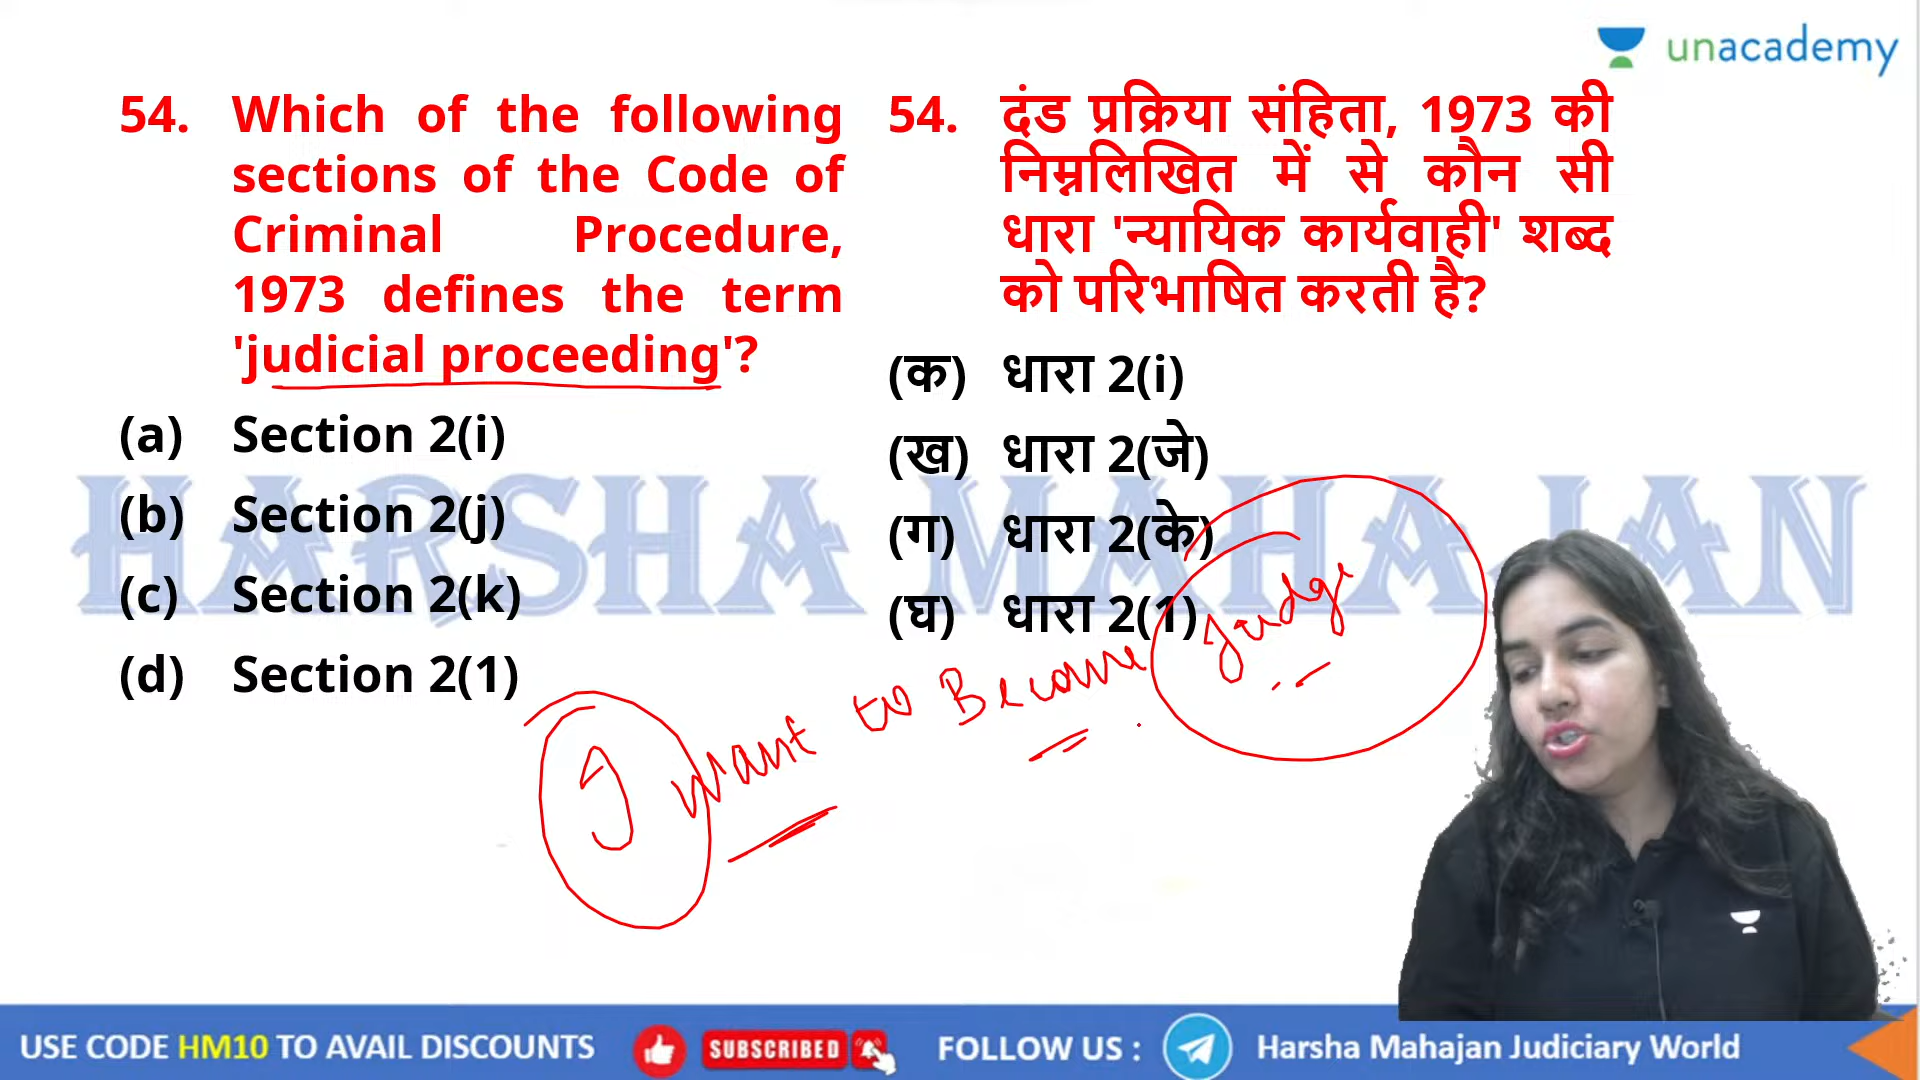 unacademy
54. Which of the following
sections of the Code of
Criminal Procedure,
1973 defines the term
'judicial proceeding'?
(a) Section 2(i)
(b) Section 2(j)
(c) Section 2(k)
(d) Section 2(1)
54. दंड प्रक्रिया संहिता, 1973 की
निम्नलिखित में से कौन सी
धारा 'न्यायिक कार्यवाही' शब्द
को परिभाषित करती है?
(क) धारा 2(i)
(ख) धारा 2(जे)
(ग) धारा 2(के)
(घ) धारा 2(1)
HARSHA MAHAJAN
I want to Become Judge
USE CODE HM10 TO AVAIL DISCOUNTS
SUBSCRIBED
FOLLOW US :
Harsha Mahajan Judiciary World